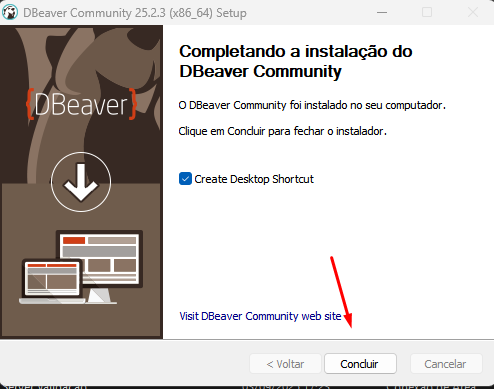 DBeaver Community 25.2.3 (x86_64) Setup
{DBeaver}
Completando a instalação do
DBeaver Community
O DBeaver Community foi instalado no seu computador.
Clique em Concluir para fechar o instalador.
Create Desktop Shortcut
Visit DBeaver Community web site
< Voltar
Concluir
Cancelar